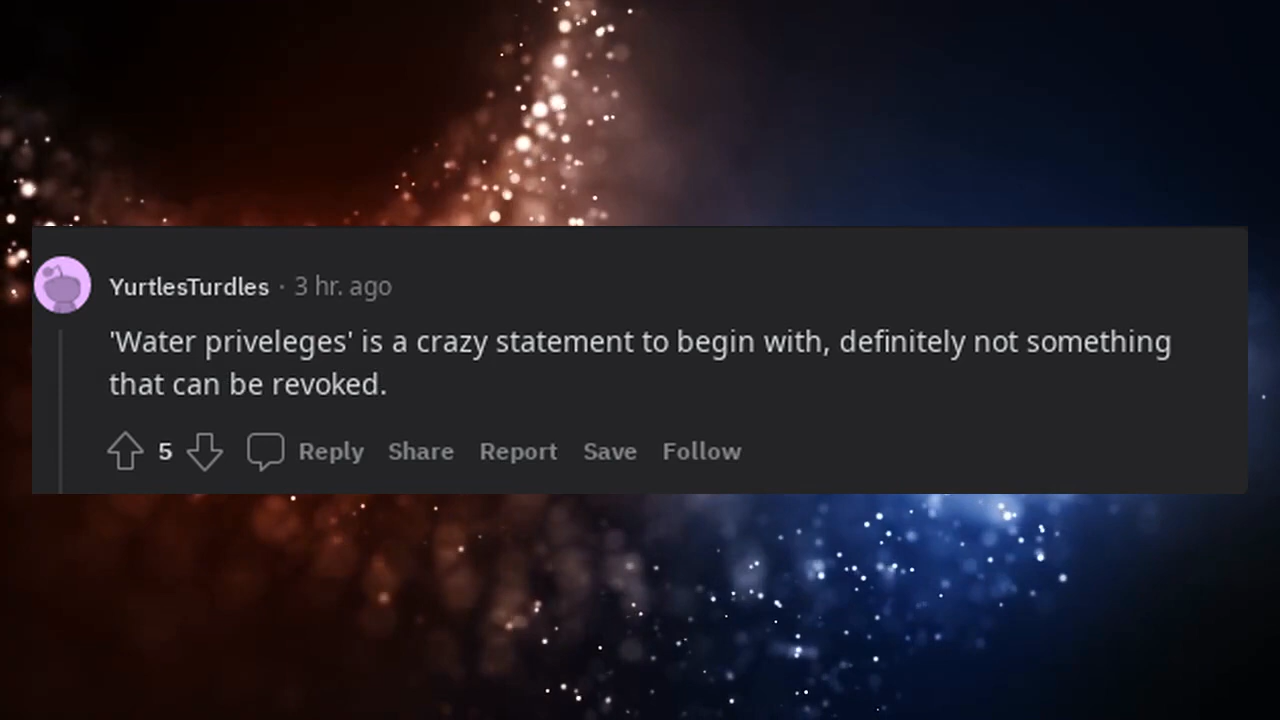 YurtlesTurdles · 3 hr. ago
'Water priveleges' is a crazy statement to begin with, definitely not something
that can be revoked.
5 Reply Share Report Save Follow